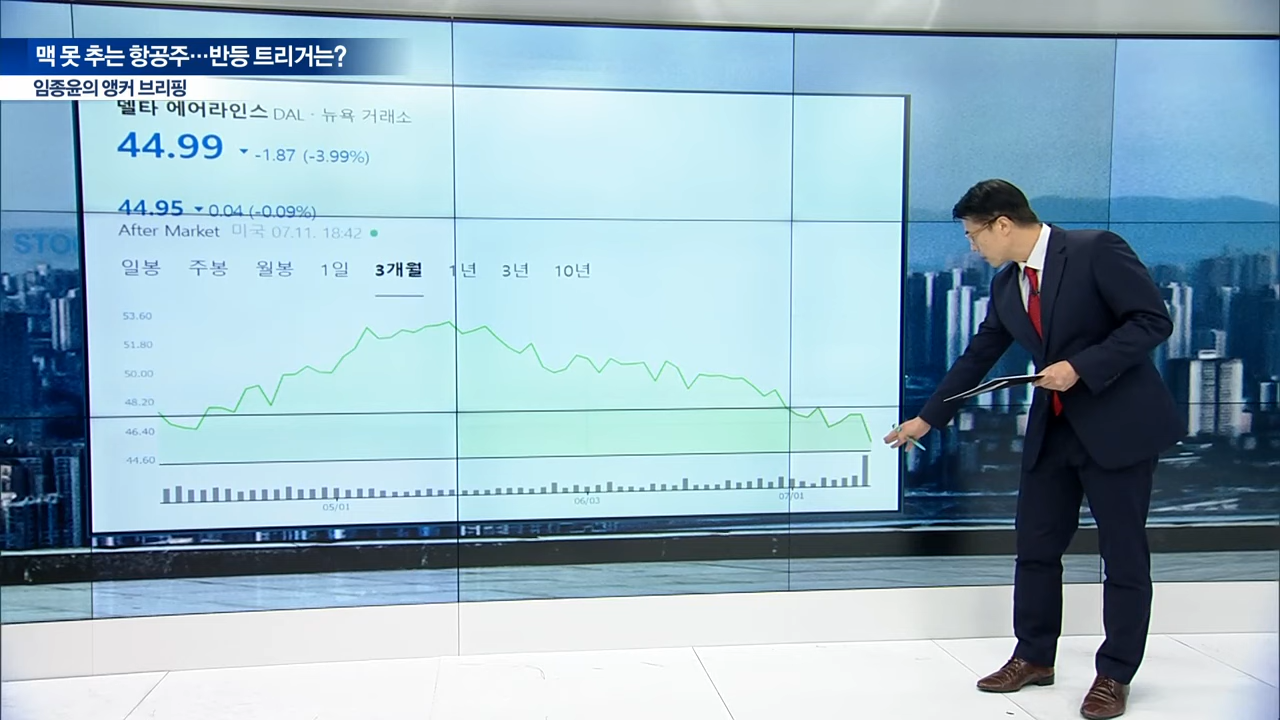 맥 못 추는 항공주…반등 트리거는?
임종윤의 앵커 브리핑
델타 에어라인스 DAL · 뉴욕 거래소
44.99 ▼ -1.87 (-3.99%)
44.95 ▼ 0.04 (-0.09%)
After Market 미국 07.11. 18:42
STO
일봉 주봉 월봉 1일 3개월 1년 3년 10년
53.60
51.80
50.00
48.20
46.40
44.60
05/01 06/03 07/01